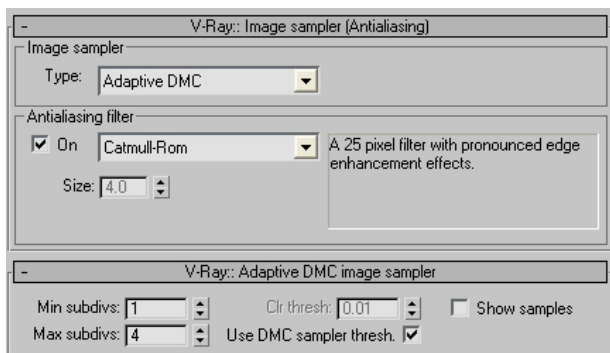 - V-Ray:: Image sampler (Antialiasing)
Image sampler
Type: Adaptive DMC
Antialiasing filter
On Catmull-Rom
A 25 pixel filter with pronounced edge
enhancement effects.
Size: 4.0
- V-Ray:: Adaptive DMC image sampler
Min subdivs: 1 Clr thresh: 0.01 Show samples
Max subdivs: 4 Use DMC sampler thresh.